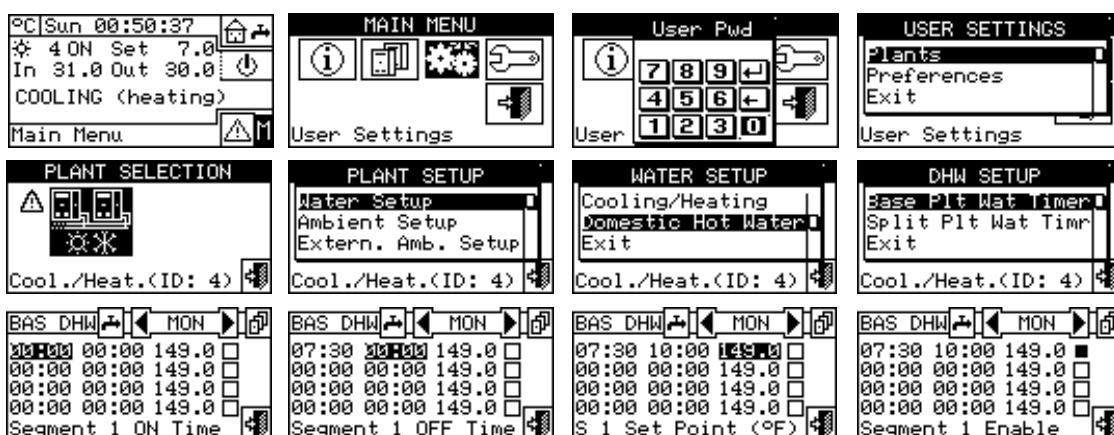 ºC Sun 00:50:37
4 ON Set 7.0
In 31.0 Out 30.0
COOLING (heating)
Main Menu M
MAIN MENU
User Settings
User Pwd
7 8 9
4 5 6
1 2 3 0
User
USER SETTINGS
Plants
Preferences
Exit
User Settings
PLANT SELECTION
Cool./Heat.(ID: 4)
PLANT SETUP
Water Setup
Ambient Setup
Extern. Amb. Setup
Cool./Heat.(ID: 4)
WATER SETUP
Cooling/Heating
Domestic Hot Water
Exit
Cool./Heat.(ID: 4)
DHW SETUP
Base Plt Wat Timer
Split Plt Wat Timr
Exit
Cool./Heat.(ID: 4)
BAS DHW MON
00:00 00:00 149.0
00:00 00:00 149.0
00:00 00:00 149.0
00:00 00:00 149.0
Segment 1 ON Time
BAS DHW MON
07:30 00:00 149.0
00:00 00:00 149.0
00:00 00:00 149.0
00:00 00:00 149.0
Segment 1 OFF Time
BAS DHW MON
07:30 10:00 149.0
00:00 00:00 149.0
00:00 00:00 149.0
00:00 00:00 149.0
S 1 Set Point (ºF)
BAS DHW MON
07:30 10:00 149.0
00:00 00:00 149.0
00:00 00:00 149.0
00:00 00:00 149.0
Segment 1 Enable